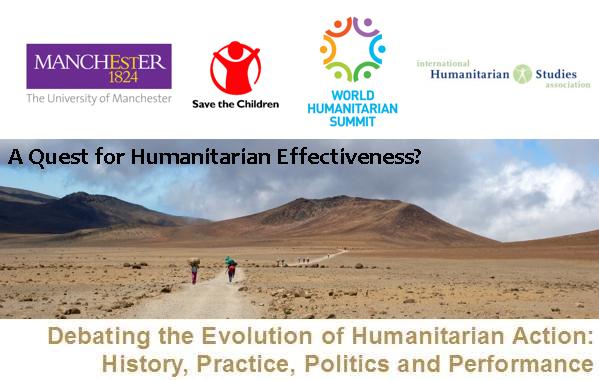 MANCHESTER
1824
The University of Manchester
Save the Children
WORLD
HUMANITARIAN
SUMMIT
international
Humanitarian Studies
association
A Quest for Humanitarian Effectiveness?
Debating the Evolution of Humanitarian Action:
History, Practice, Politics and Performance